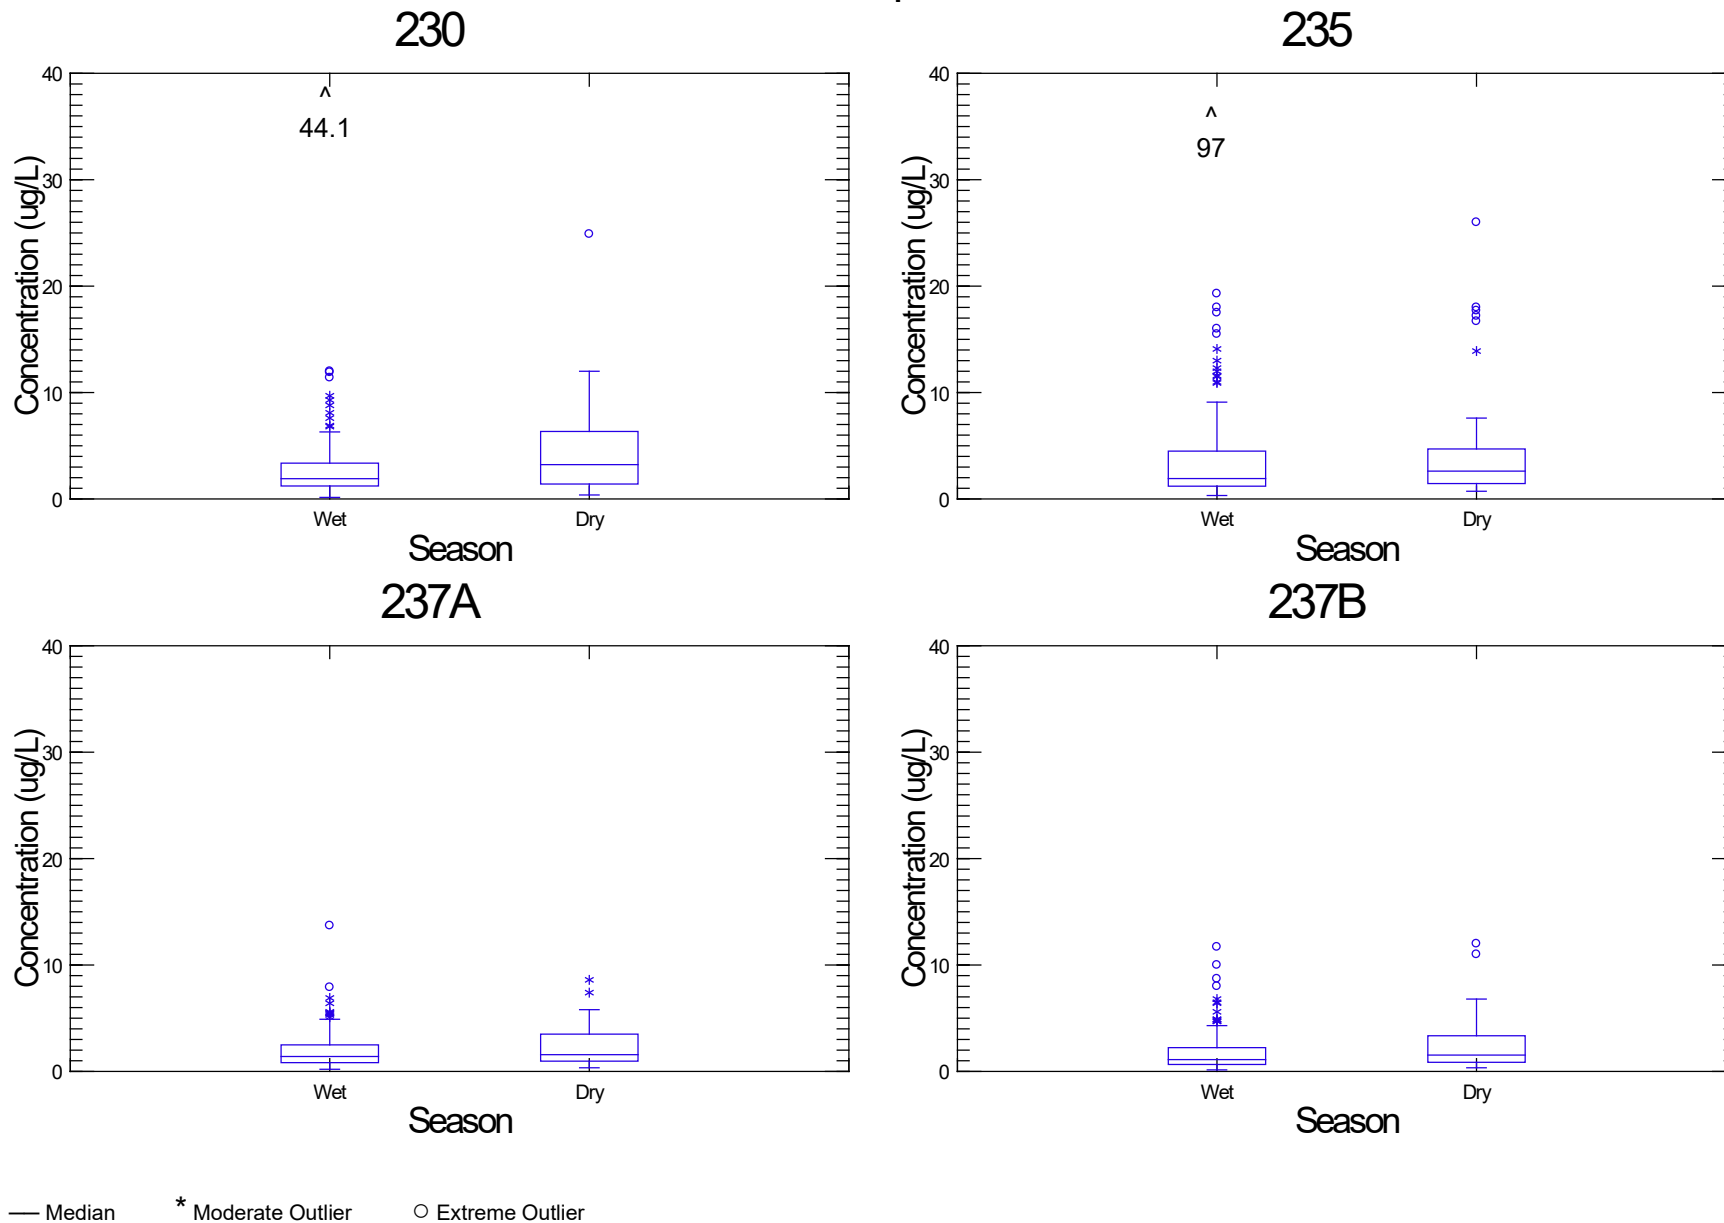 230
40
30
20
10
0
^
44.1
Concentration (ug/L)
Wet
Dry
Season
235
40
30
20
10
0
^
97
Concentration (ug/L)
Wet
Dry
Season
237A
40
30
20
10
0
Concentration (ug/L)
Wet
Dry
Season
237B
40
30
20
10
0
Concentration (ug/L)
Wet
Dry
Season
— Median * Moderate Outlier ○ Extreme Outlier